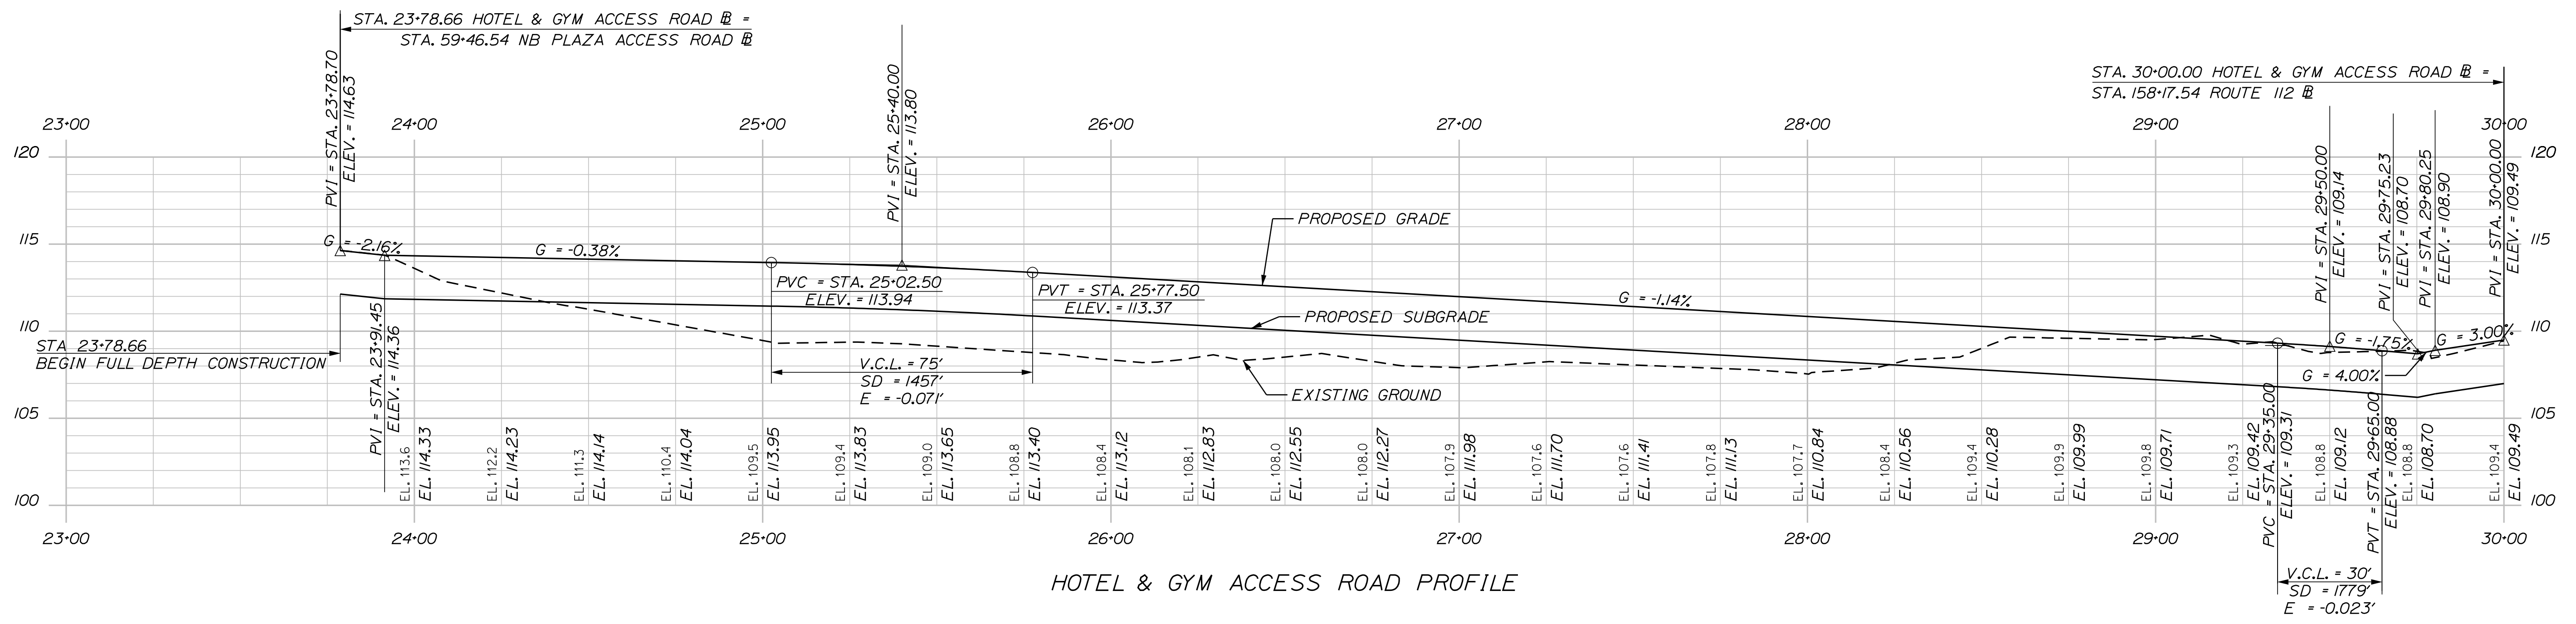 STA. 23+78.66 HOTEL & GYM ACCESS ROAD BL =
STA. 59+46.54 NB PLAZA ACCESS ROAD BL
STA. 30+00.00 HOTEL & GYM ACCESS ROAD BL =
STA. 158+17.54 ROUTE 112 BL
PVI = STA. 23+78.70
ELEV. = 114.63
PVI = STA. 25+40.00
ELEV. = 113.80
PVI = STA. 29+50.00
ELEV. = 109.14
PVI = STA. 29+75.23
ELEV. = 108.70
PVI = STA. 29+80.25
ELEV. = 108.90
PVI = STA. 30+00.00
ELEV. = 109.49
23+00 24+00 25+00 26+00 27+00 28+00 29+00 30+00
120 120
115 115
110 110
105 105
100 100
G = -2.16%
G = -0.38%
PROPOSED GRADE
G = -1.14%
G = -1.75%
G = 3.00%
G = 4.00%
PVC = STA. 25+02.50
ELEV. = 113.94
PVT = STA. 25+77.50
ELEV. = 113.37
PROPOSED SUBGRADE
STA 23+78.66
BEGIN FULL DEPTH CONSTRUCTION
PVI = STA. 23+91.45
ELEV. = 114.36
V.C.L. = 75'
SD = 1457'
E = -0.071'
EXISTING GROUND
PVC = STA. 29+35.00
ELEV. = 109.31
PVT = STA. 29+65.00
ELEV. = 108.88
EL. 113.6
EL. 114.33
EL. 112.2
EL. 114.23
EL. 111.3
EL. 114.14
EL. 110.4
EL. 114.04
EL. 109.5
EL. 113.95
EL. 109.4
EL. 113.83
EL. 109.0
EL. 113.65
EL. 108.8
EL. 113.40
EL. 108.4
EL. 113.12
EL. 108.1
EL. 112.83
EL. 108.0
EL. 112.55
EL. 108.0
EL. 112.27
EL. 107.9
EL. 111.98
EL. 107.6
EL. 111.70
EL. 107.6
EL. 111.41
EL. 107.8
EL. 111.13
EL. 107.7
EL. 110.84
EL. 108.4
EL. 110.56
EL. 109.4
EL. 110.28
EL. 109.9
EL. 109.99
EL. 109.8
EL. 109.71
EL. 109.3
EL. 109.42
EL. 108.8
EL. 109.12
EL. 108.8
EL. 108.70
EL. 109.4
EL. 109.49
23+00 24+00 25+00 26+00 27+00 28+00 29+00 30+00
V.C.L. = 30'
SD = 1779'
E = -0.023'
HOTEL & GYM ACCESS ROAD PROFILE